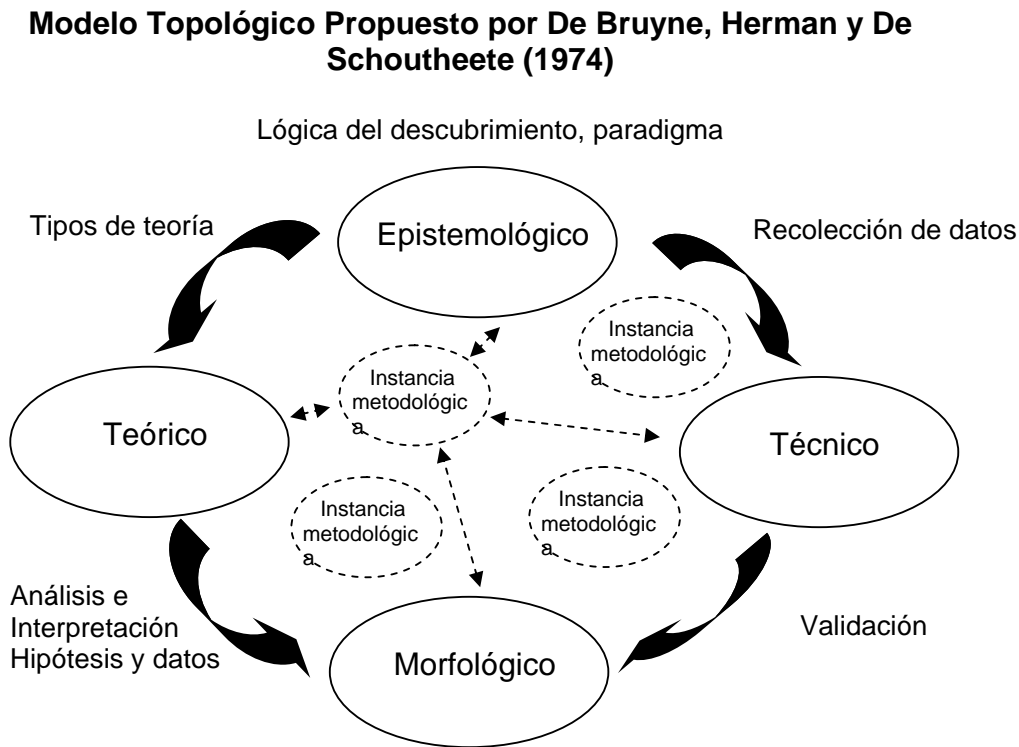 Modelo Topológico Propuesto por De Bruyne, Herman y De
Schoutheete (1974)
Lógica del descubrimiento, paradigma
Tipos de teoría
Epistemológico
Recolección de datos
Instancia
metodológic
a
Instancia
metodológic
a
Teórico
Técnico
Instancia
metodológic
a
Instancia
metodológic
a
Análisis e
Interpretación
Hipótesis y datos
Validación
Morfológico